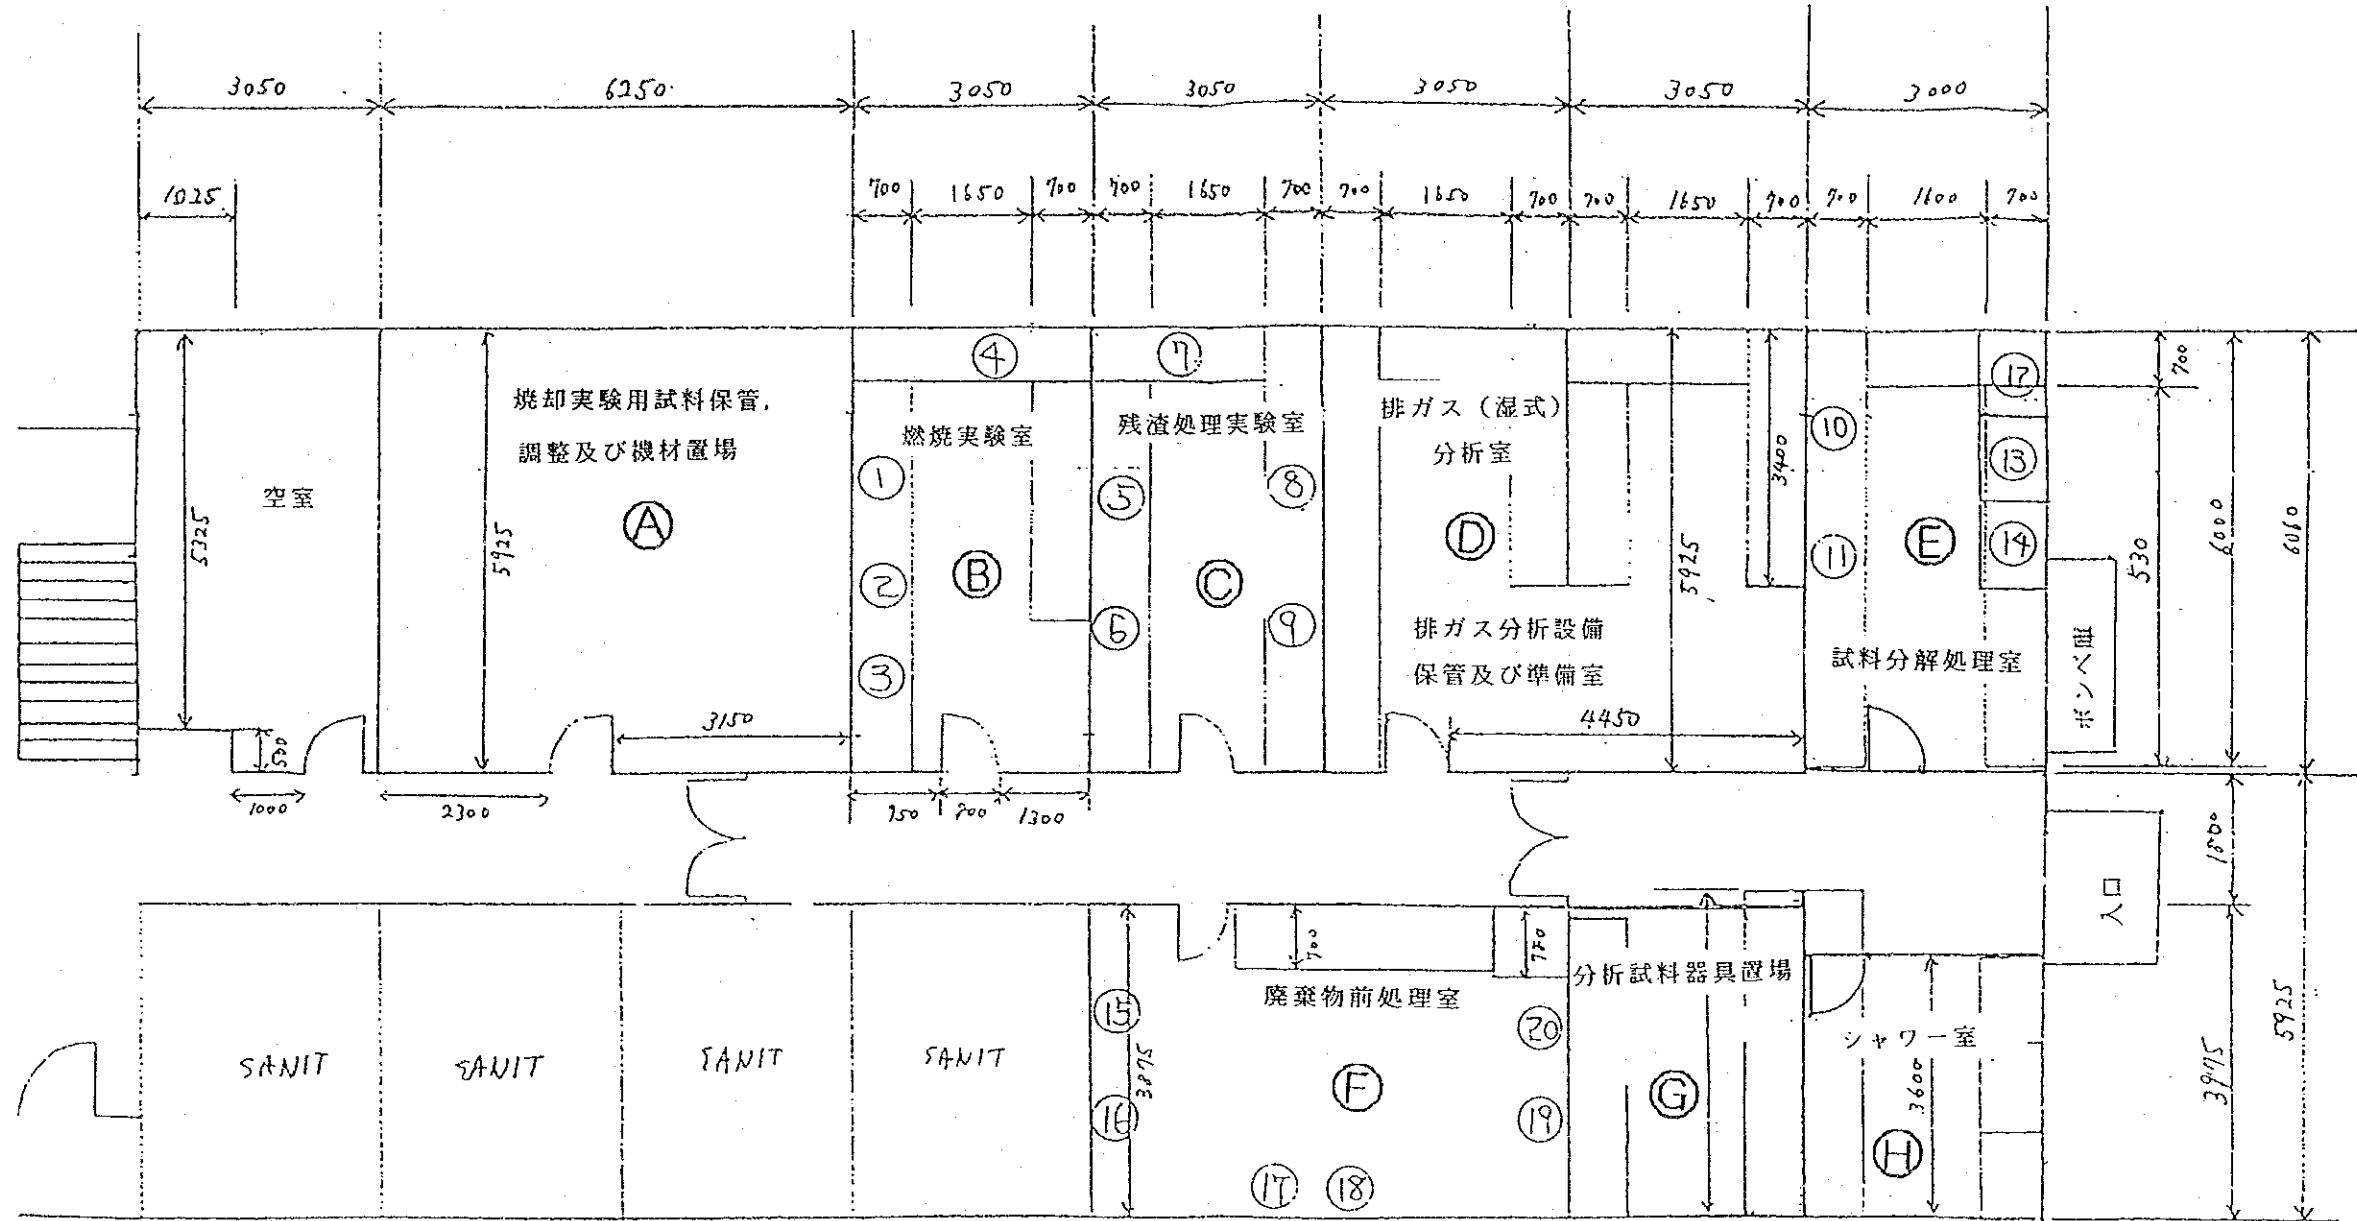 3050 6250 3050 3050 3050 3050 3000
1025 700 1650 700 700 1650 700 700 1650 700 700 1650 700 700 1600 700
④ ⑦ ⑫ 700
焼却実験用試料保管,
調整及び機材置場
燃焼実験室
残渣処理実験室
排ガス（湿式）
分析室
空室
Ⓐ
① ⑤ ⑧ ⑩ ⑬
② Ⓑ Ⓒ Ⓓ ⑪ Ⓔ ⑭
③ ⑥ ⑨
5325 5925 5925 3400 530 6000 6060
排ガス分析設備
保管及び準備室
試料分解処理室
ボンベ庫
3150 4450
500
1000 2300 950 800 1300
1800
入口
700 780
廃棄物前処理室
分析試料器具置場
シャワー室
SANIT SANIT SANIT SANIT
⑮ ⑳
3875 Ⓕ Ⓖ 3600 3975 5925
⑯ ⑲ Ⓗ
⑰ ⑱